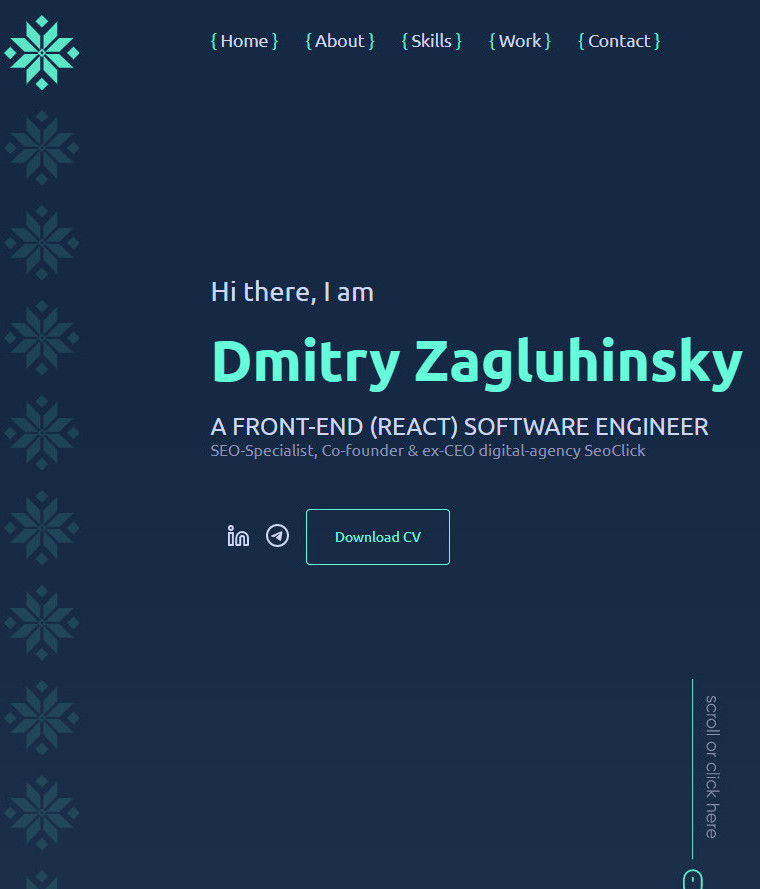 { Home } { About } { Skills } { Work } { Contact }
Hi there, I am
Dmitry Zagluhinsky
A FRONT-END (REACT) SOFTWARE ENGINEER
SEO-Specialist, Co-founder & ex-CEO digital-agency SeoClick
in Download CV
scroll or click here